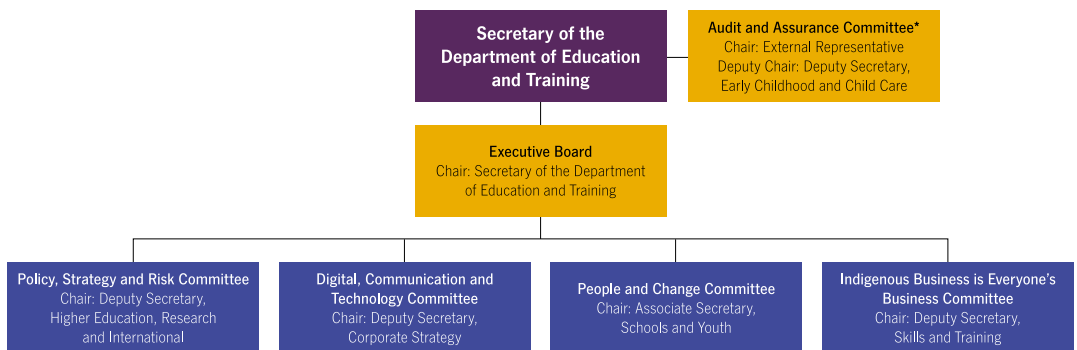 Secretary of the
Department of Education
and Training
Audit and Assurance Committee*
Chair: External Representative
Deputy Chair: Deputy Secretary,
Early Childhood and Child Care
Executive Board
Chair: Secretary of the Department
of Education and Training
Policy, Strategy and Risk Committee
Chair: Deputy Secretary,
Higher Education, Research
and International
Digital, Communication and
Technology Committee
Chair: Deputy Secretary,
Corporate Strategy
People and Change Committee
Chair: Associate Secretary,
Schools and Youth
Indigenous Business is Everyone's
Business Committee
Chair: Deputy Secretary,
Skills and Training